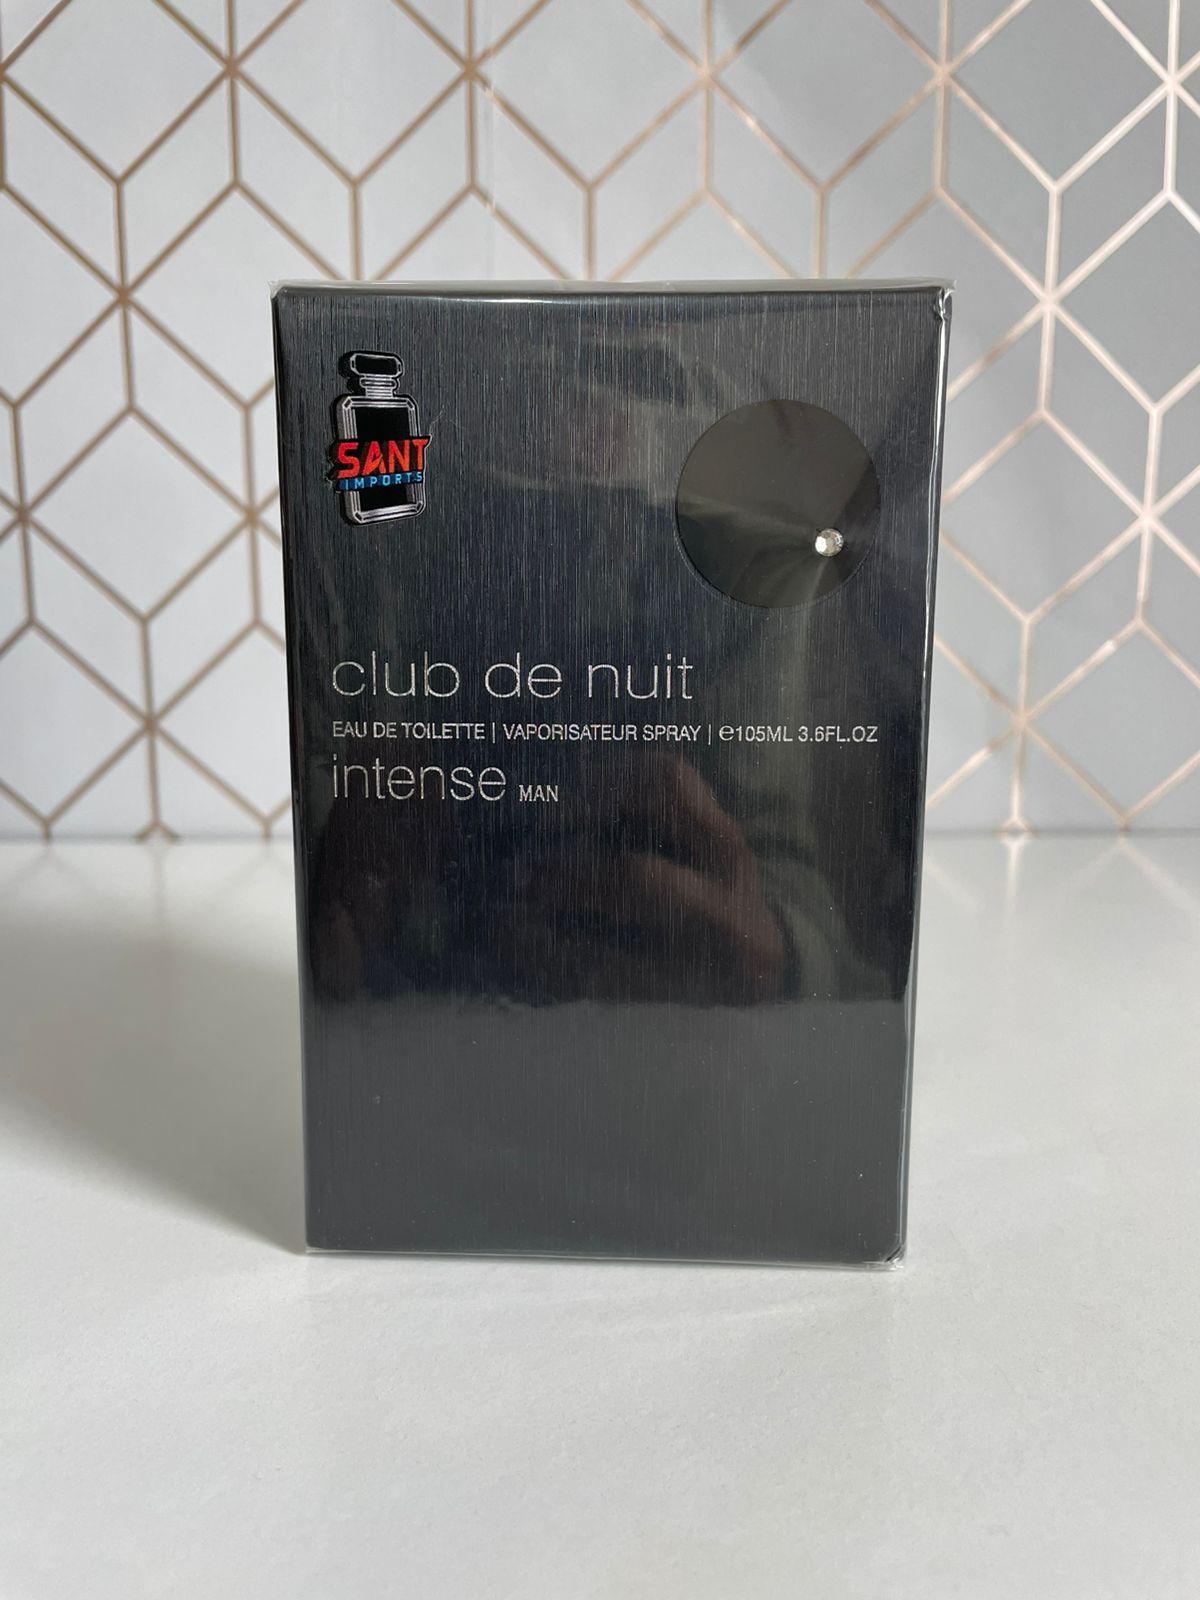 SANT
IMPORTS
club de nuit
EAU DE TOILETTE | VAPORISATEUR SPRAY | ℮105ML 3.6FL.OZ
intense MAN